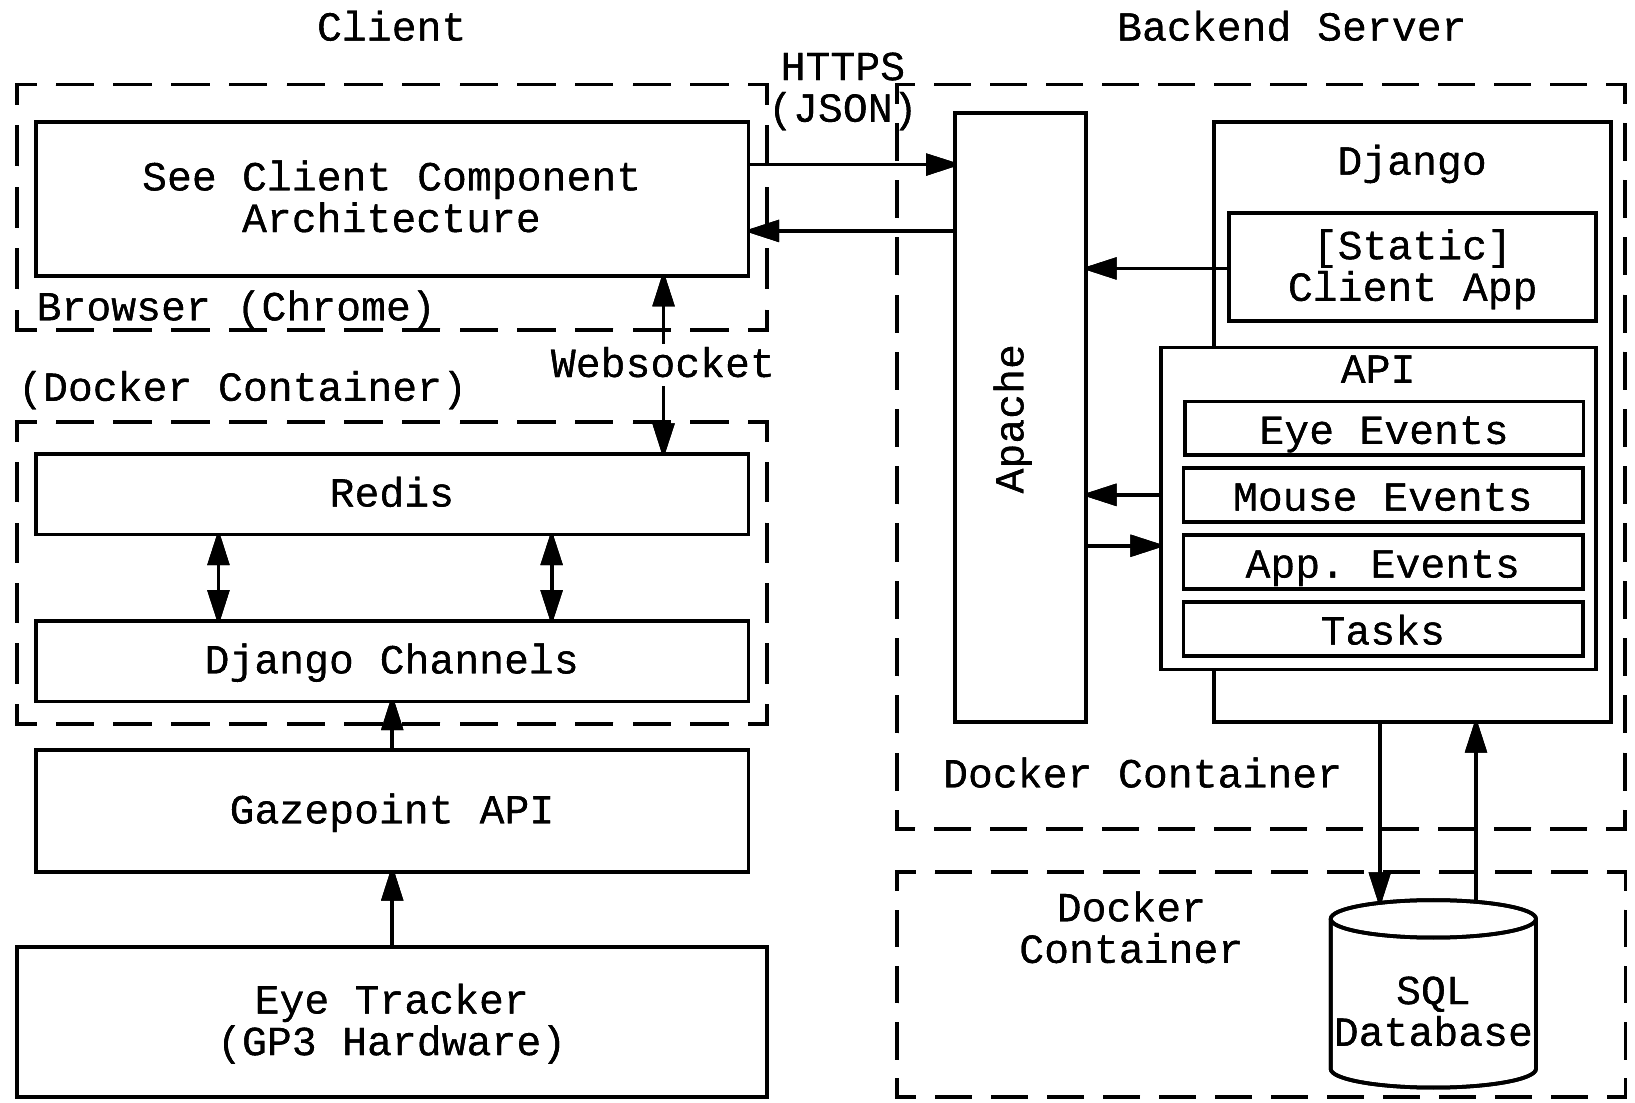 Client
Backend Server
HTTPS
(JSON)
See Client Component
Architecture
Browser (Chrome)
Websocket
(Docker Container)
Redis
Django Channels
Gazepoint API
Eye Tracker
(GP3 Hardware)
Apache
Django
[Static]
Client App
API
Eye Events
Mouse Events
App. Events
Tasks
Docker Container
Docker
Container
SQL
Database